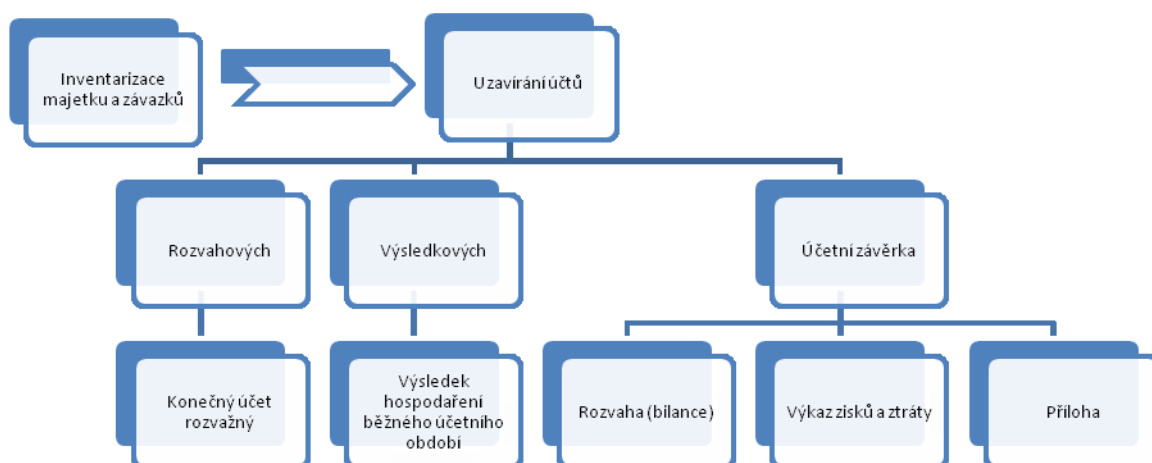 Inventarizace
majetku a závazků
Uzavírání účtů
Rozvahových
Výsledkových
Účetní závěrka
Konečný účet
rozvažný
Výsledek
hospodaření
běžného účetního
období
Rozvaha (bilance)
Výkaz zisků a ztráty
Příloha